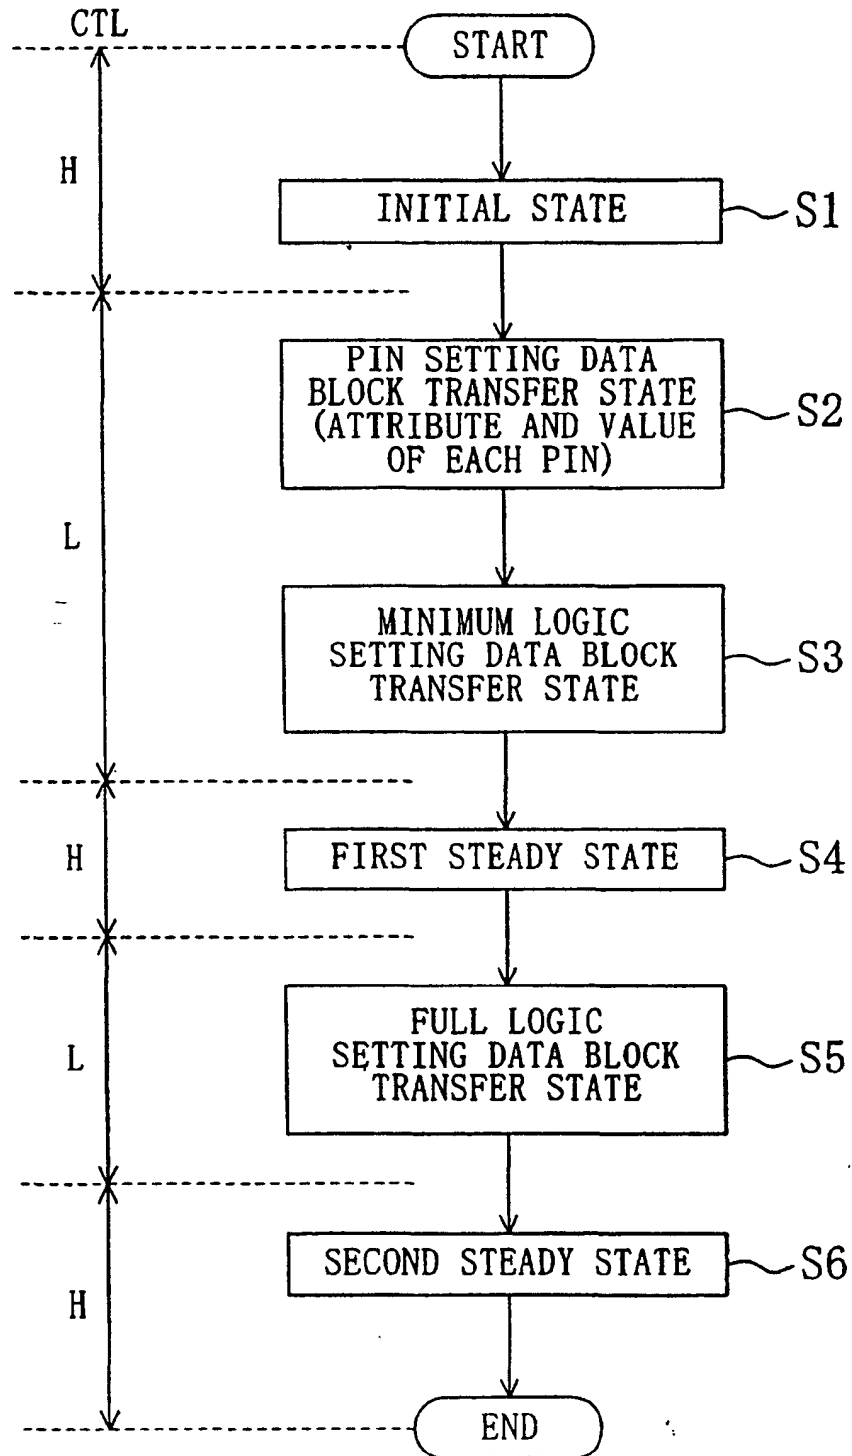 CTL
START
H
INITIAL STATE
S1
PIN SETTING DATA
BLOCK TRANSFER STATE
(ATTRIBUTE AND VALUE
OF EACH PIN)
S2
L
MINIMUM LOGIC
SETTING DATA BLOCK
TRANSFER STATE
S3
H
FIRST STEADY STATE
S4
L
FULL LOGIC
SETTING DATA BLOCK
TRANSFER STATE
S5
SECOND STEADY STATE
S6
H
END